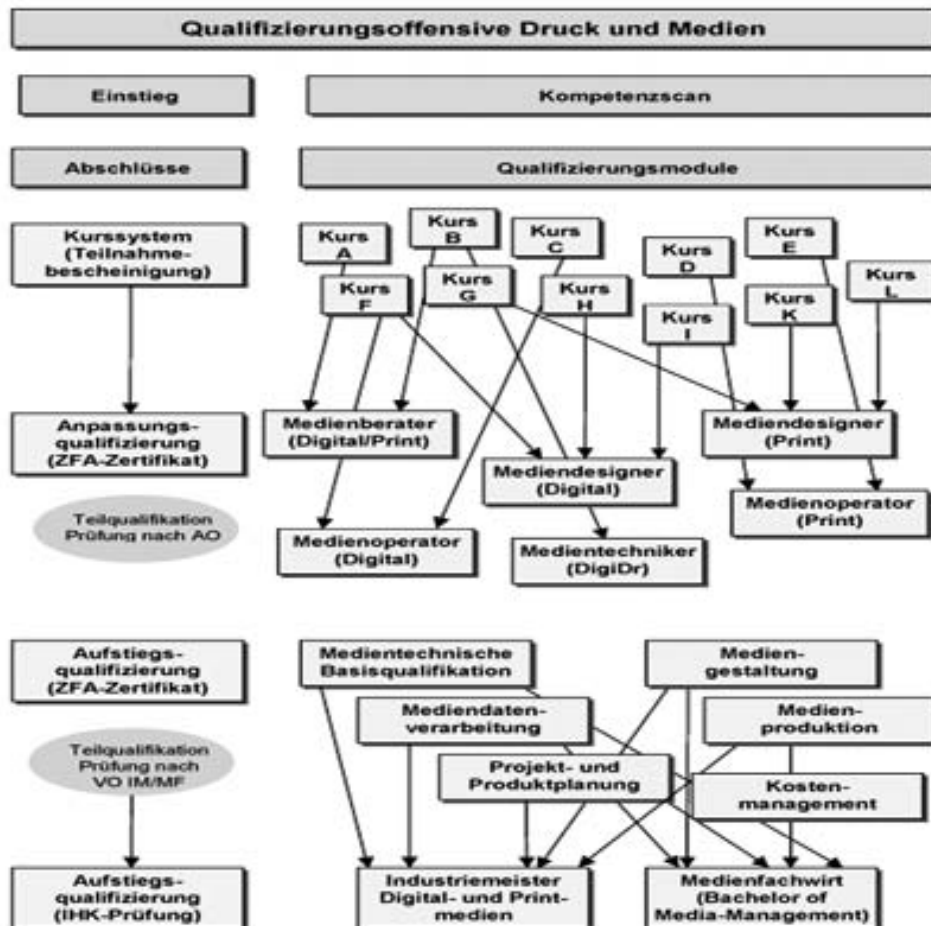 Qualifizierungsoffensive Druck und Medien
Einstieg
Kompetenzscan
Abschlüsse
Qualifizierungsmodule
Kurssystem
(Teilnahme-
bescheinigung)
Kurs
A
Kurs
B
Kurs
C
Kurs
D
Kurs
E
Kurs
F
Kurs
G
Kurs
H
Kurs
I
Kurs
K
Kurs
L
Anpassungs-
qualifizierung
(ZFA-Zertifikat)
Medienberater
(Digital/Print)
Mediendesigner
(Digital)
Mediendesigner
(Print)
Teilqualifikation
Prüfung nach AO
Medienoperator
(Digital)
Medientechniker
(DigiDr)
Medienoperator
(Print)
Aufstiegs-
qualifizierung
(ZFA-Zertifikat)
Medientechnische
Basisqualifikation
Medien-
gestaltung
Mediendaten-
verarbeitung
Medien-
produktion
Teilqualifikation
Prüfung nach
VO IM/MF
Projekt- und
Produktplanung
Kosten-
management
Aufstiegs-
qualifizierung
(IHK-Prüfung)
Industriemeister
Digital- und Print-
medien
Medienfachwirt
(Bachelor of
Media-Management)